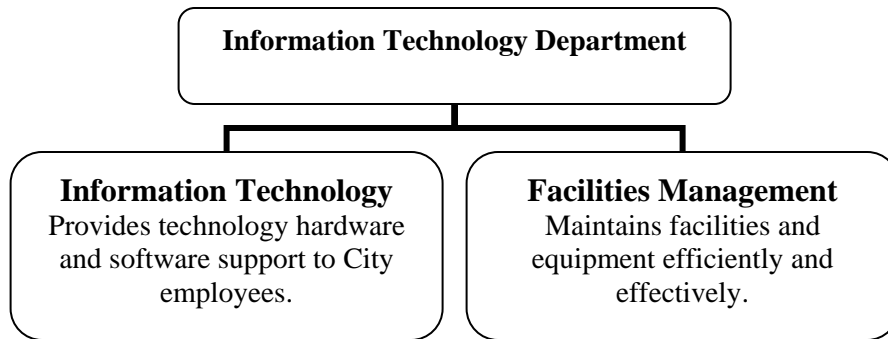 Information Technology Department
Information Technology
Provides technology hardware
and software support to City
employees.
Facilities Management
Maintains facilities and
equipment efficiently and
effectively.